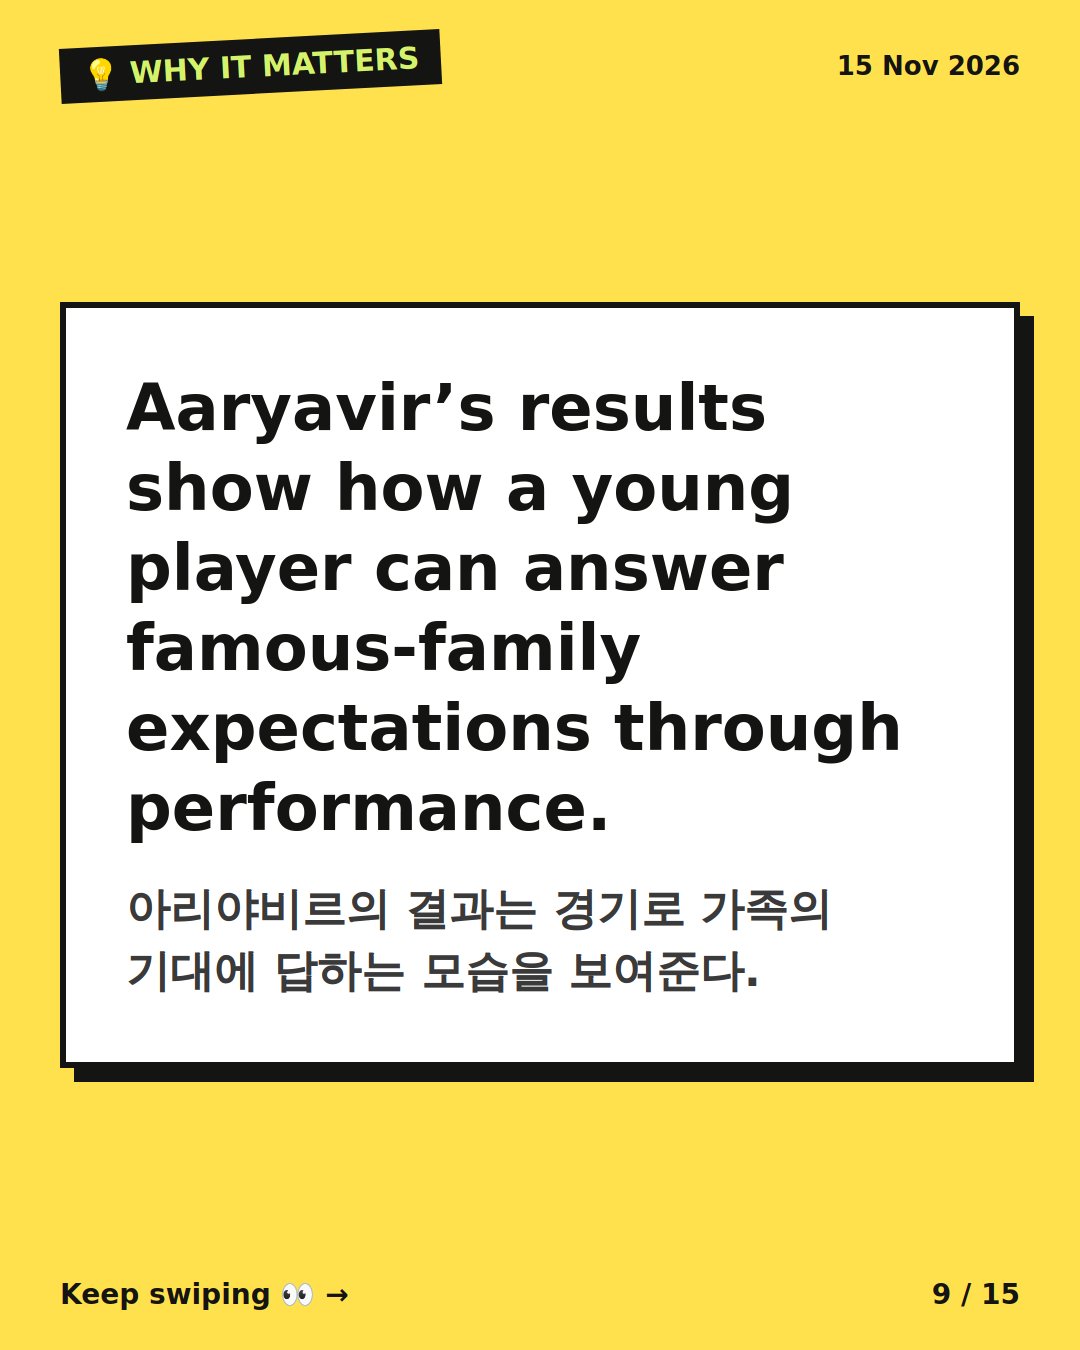 💡 WHY IT MATTERS
15 Nov 2026
Aaryavir’s results
show how a young
player can answer
famous-family
expectations through
performance.
아리야비르의 결과는 경기로 가족의
기대에 답하는 모습을 보여준다.
Keep swiping 👀 →
9 / 15